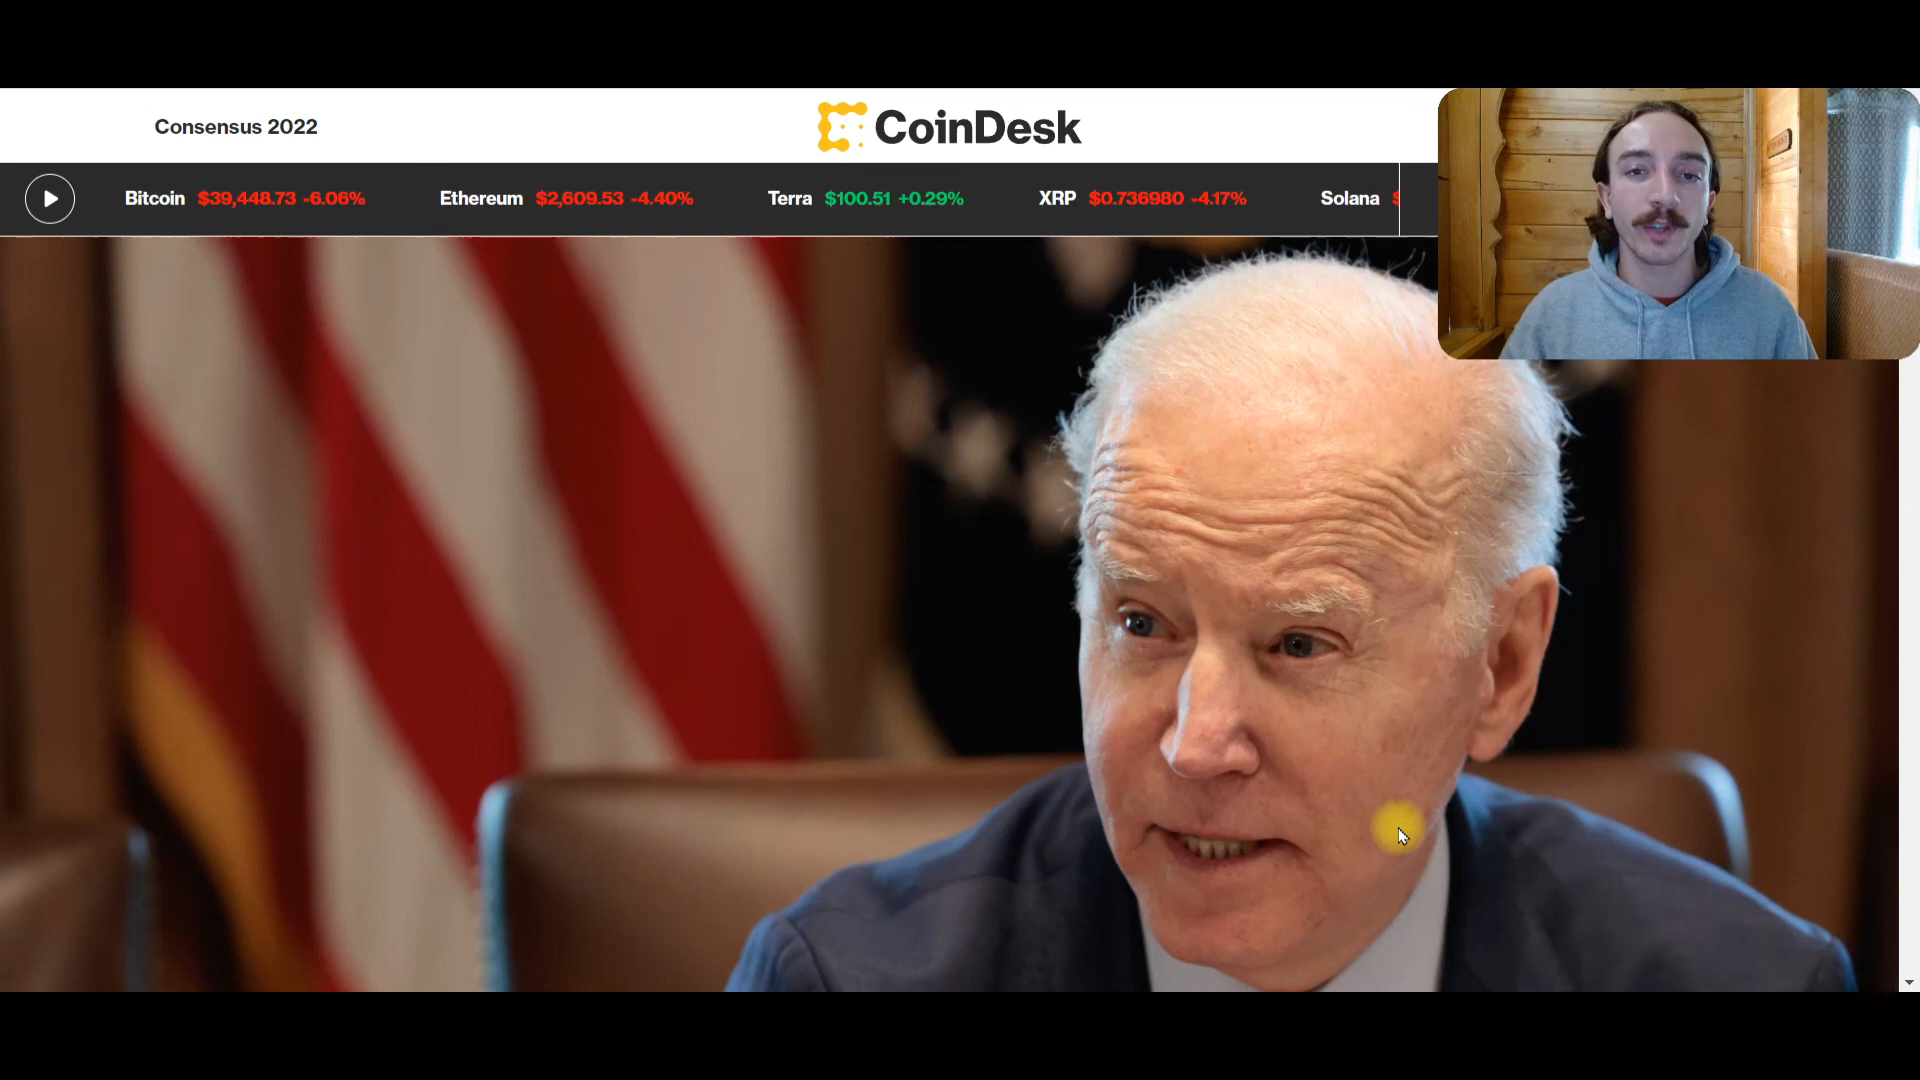 Consensus 2022
CoinDesk
Bitcoin $39,448.73 -6.06% Ethereum $2,609.53 -4.40% Terra $100.51 +0.29% XRP $0.736980 -4.17% Solana